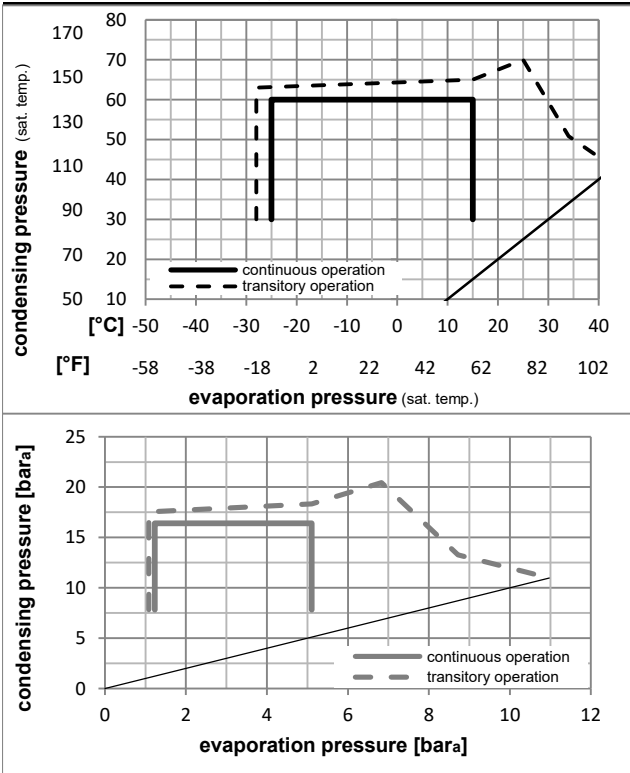 condensing pressure (sat. temp.)
170
150
130
110
90
70
50
80
70
60
50
40
30
20
10
continuous operation
transitory operation
[°C] -50 -40 -30 -20 -10 0 10 20 30 40
[°F] -58 -38 -18 2 22 42 62 82 102
evaporation pressure (sat. temp.)
condensing pressure [bara]
25
20
15
10
5
0
continuous operation
transitory operation
0 2 4 6 8 10 12
evaporation pressure [bara]